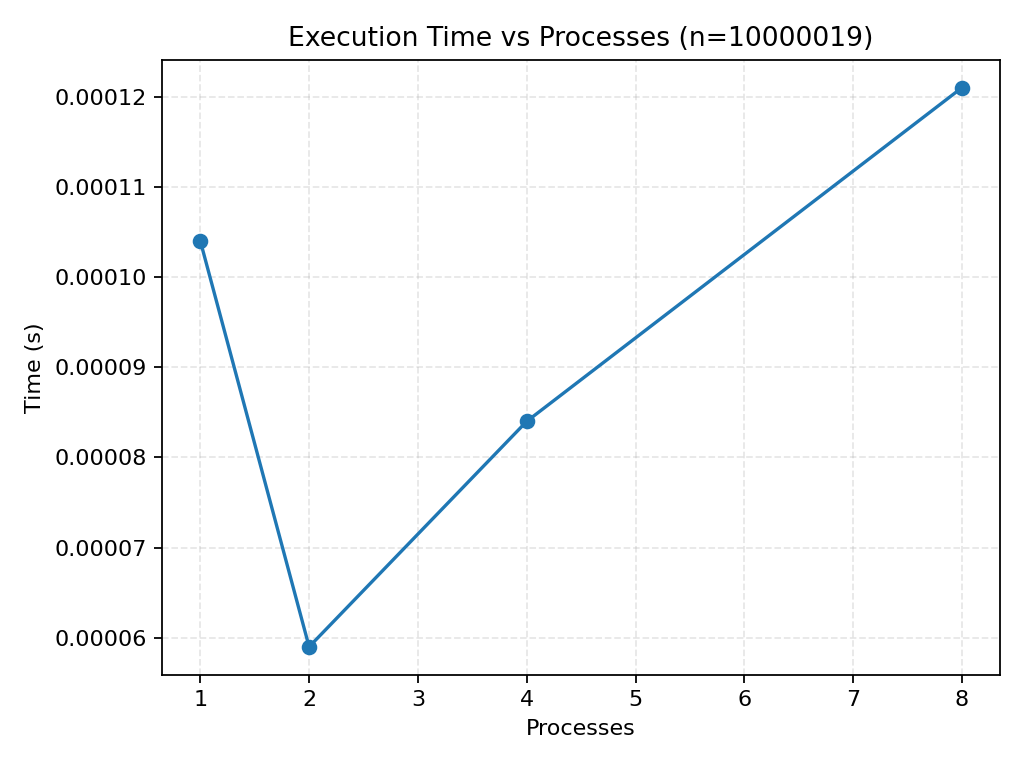 Execution Time vs Processes (n=10000019)
0.00012
0.00011
0.00010
0.00009
0.00008
0.00007
0.00006
Time (s)
1 2 3 4 5 6 7 8
Processes